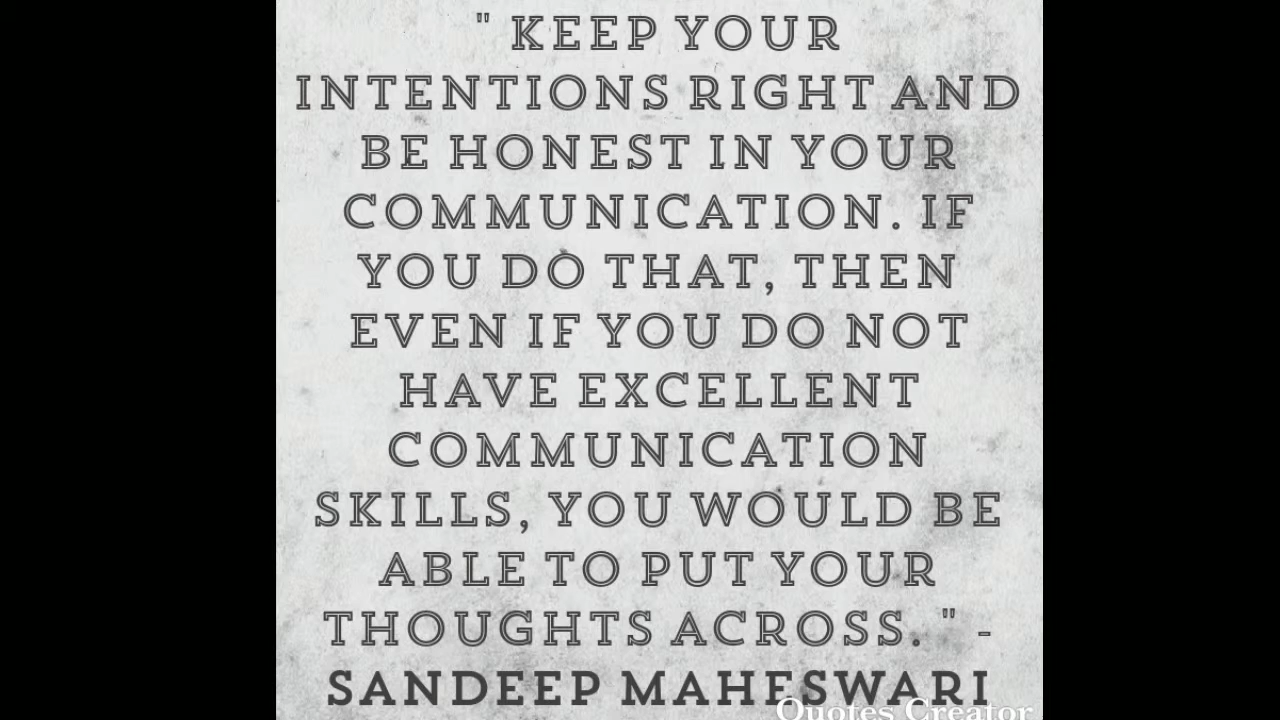 " KEEP YOUR
INTENTIONS RIGHT AND
BE HONEST IN YOUR
COMMUNICATION. IF
YOU DO THAT, THEN
EVEN IF YOU DO NOT
HAVE EXCELLENT
COMMUNICATION
SKILLS, YOU WOULD BE
ABLE TO PUT YOUR
THOUGHTS ACROSS. " -
SANDEEP MAHESWARI
Quotes Creator